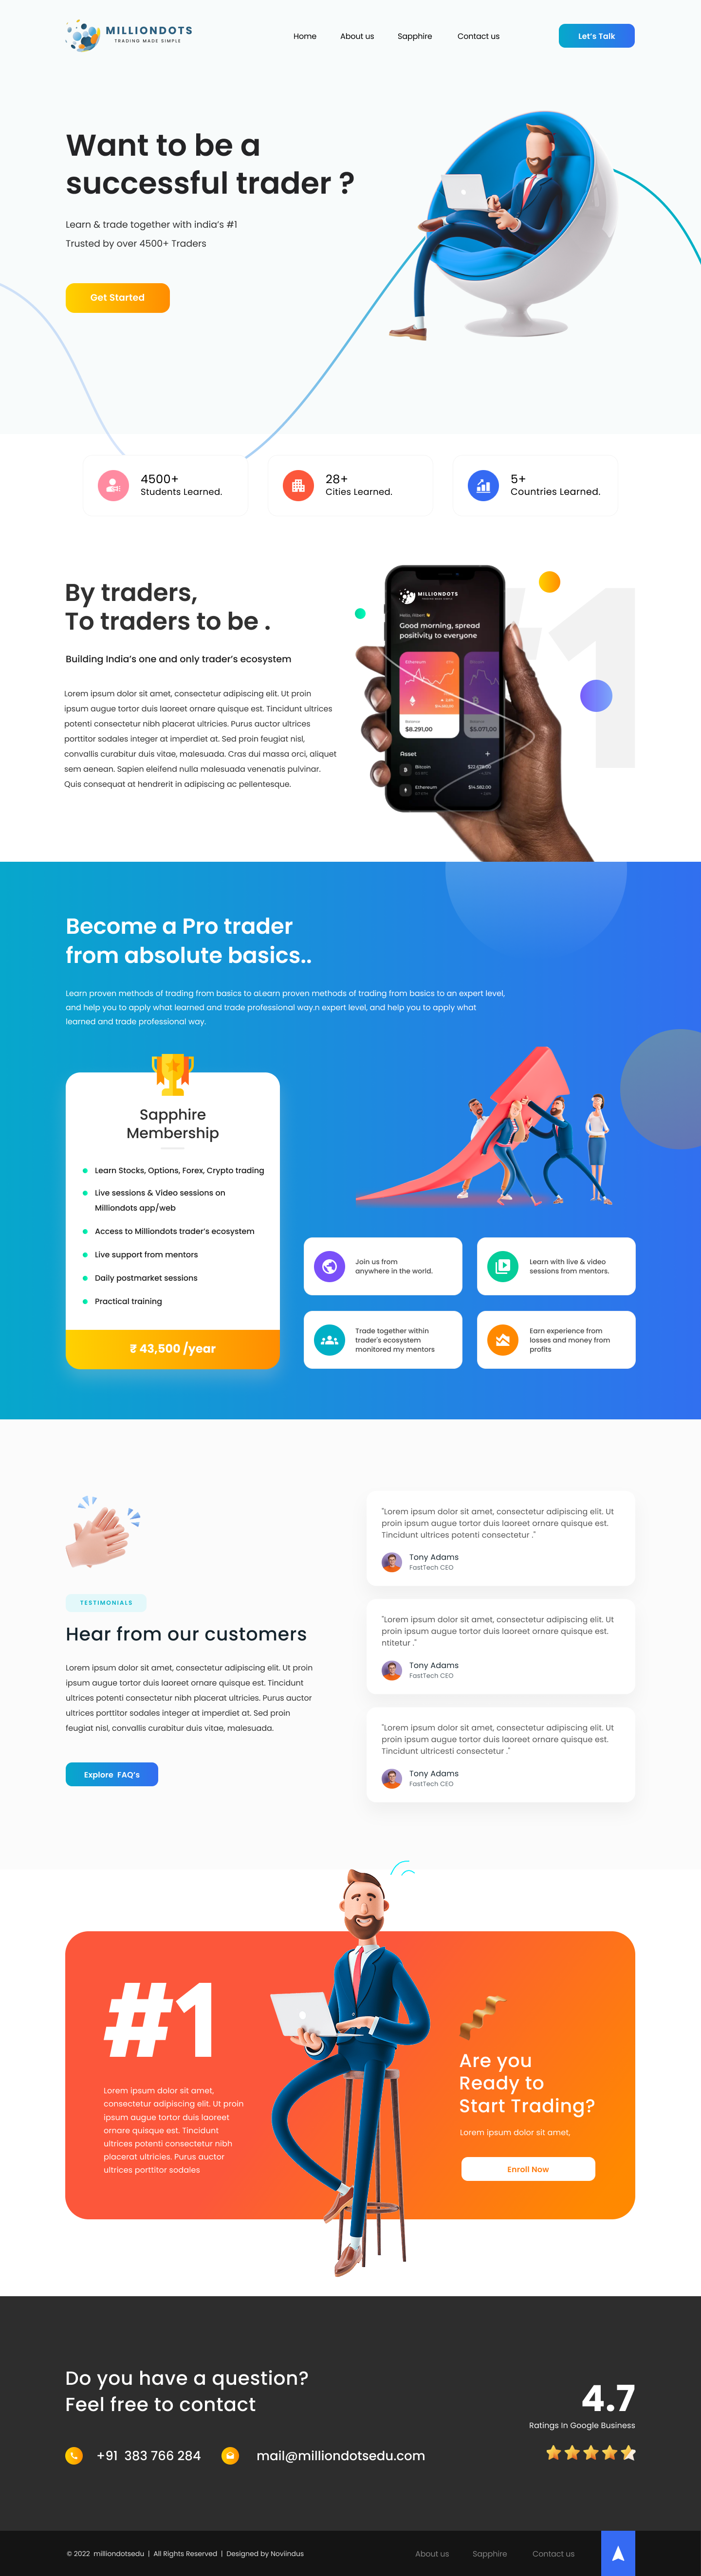 MILLIONDOTS
TRADING MADE SIMPLE
Home
About us
Sapphire
Contact us
Let's Talk
Want to be a
successful trader ?
Learn & trade together with india's #1
Trusted by over 4500+ Traders
Get Started
4500+
Students Learned.
28+
Cities Learned.
5+
Countries Learned.
By traders,
To traders to be .
Building India's one and only trader's ecosystem
Lorem ipsum dolor sit amet, consectetur adipiscing elit. Ut proin
ipsum augue tortor duis laoreet ornare quisque est. Tincidunt ultrices
potenti consectetur nibh placerat ultricies. Purus auctor ultrices
porttitor sodales integer at imperdiet at. Sed proin feugiat nisl,
convallis curabitur duis vitae, malesuada. Cras dui massa orci, aliquet
sem aenean. Sapien eleifend nulla malesuada venenatis pulvinar.
Quis consequat at hendrerit in adipiscing ac pellentesque.
#1
MILLIONDOTS
Hello, Albert
Good morning, spread
positivity to everyone
Ethereum
Balance
$8.291,00
$5.071,00
Asset
Bitcoin
$22.678,00
Ethereum
$14.582,00
Become a Pro trader
from absolute basics..
Learn proven methods of trading from basics to aLearn proven methods of trading from basics to an expert level,
and help you to apply what learned and trade professional way.n expert level, and help you to apply what
learned and trade professional way.
Sapphire
Membership
Learn Stocks, Options, Forex, Crypto trading
Live sessions & Video sessions on
Milliondots app/web
Access to Milliondots trader's ecosystem
Live support from mentors
Daily postmarket sessions
Practical training
₹ 43,500 /year
Join us from
anywhere in the world.
Learn with live & video
sessions from mentors.
Trade together within
trader's ecosystem
monitored my mentors
Earn experience from
losses and money from
profits
TESTIMONIALS
Hear from our customers
Lorem ipsum dolor sit amet, consectetur adipiscing elit. Ut proin
ipsum augue tortor duis laoreet ornare quisque est. Tincidunt
ultrices potenti consectetur nibh placerat ultricies. Purus auctor
ultrices porttitor sodales integer at imperdiet at. Sed proin
feugiat nisl, convallis curabitur duis vitae, malesuada.
Explore FAQ's
"Lorem ipsum dolor sit amet, consectetur adipiscing elit. Ut
proin ipsum augue tortor duis laoreet ornare quisque est.
Tincidunt ultrices potenti consectetur ."
Tony Adams
FastTech CEO
"Lorem ipsum dolor sit amet, consectetur adipiscing elit. Ut
proin ipsum augue tortor duis laoreet ornare quisque est.
ntitetur ."
Tony Adams
FastTech CEO
"Lorem ipsum dolor sit amet, consectetur adipiscing elit. Ut
proin ipsum augue tortor duis laoreet ornare quisque est.
Tincidunt ultricesti consectetur ."
Tony Adams
FastTech CEO
#1
Lorem ipsum dolor sit amet,
consectetur adipiscing elit. Ut proin
ipsum augue tortor duis laoreet
ornare quisque est. Tincidunt
ultrices potenti consectetur nibh
placerat ultricies. Purus auctor
ultrices porttitor sodales
Are you
Ready to
Start Trading?
Lorem ipsum dolor sit amet,
Enroll Now
Do you have a question?
Feel free to contact
+91 383 766 284
mail@milliondotsedu.com
4.7
Ratings In Google Business
© 2022 milliondotsedu | All Rights Reserved | Designed by Noviindus
About us
Sapphire
Contact us